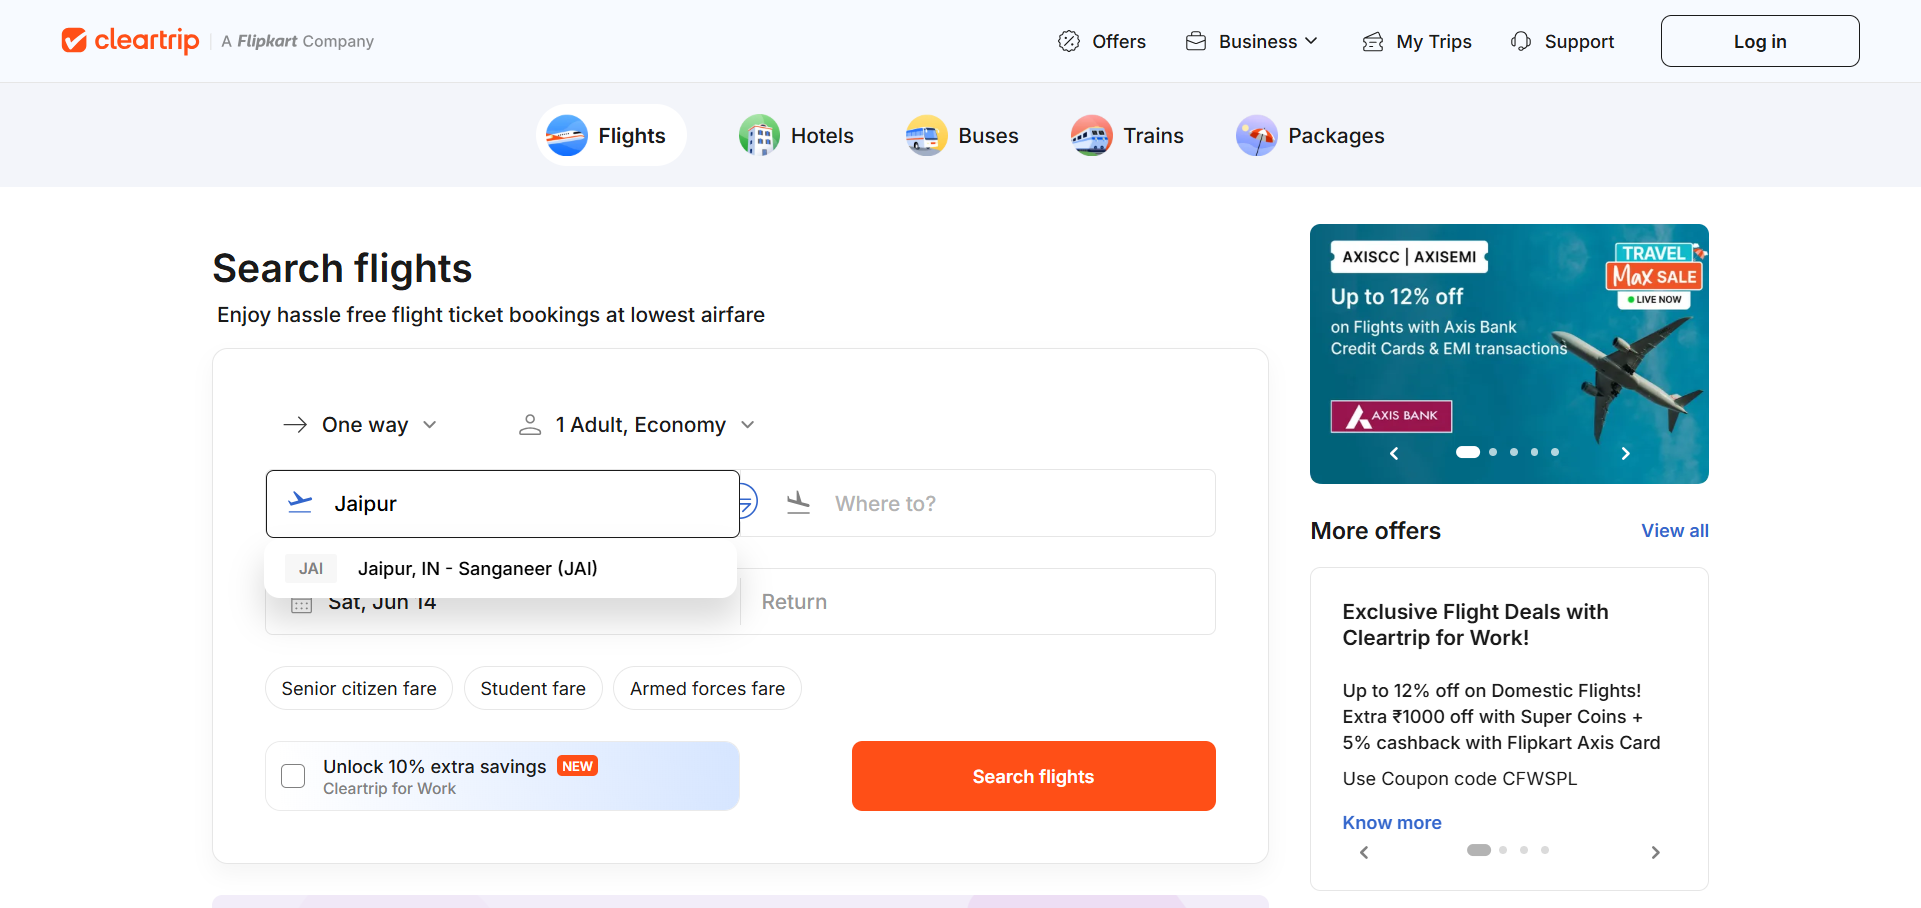 cleartrip
A Flipkart Company
Offers
Business
My Trips
Support
Log in
Flights
Hotels
Buses
Trains
Packages
Search flights
Enjoy hassle free flight ticket bookings at lowest airfare
One way
1 Adult, Economy
Jaipur
Where to?
JAI
Jaipur, IN - Sanganeer (JAI)
Sat, Jun 14
Return
Senior citizen fare
Student fare
Armed forces fare
Unlock 10% extra savings NEW
Cleartrip for Work
Search flights
AXISCC | AXISEMI
TRAVEL
Max SALE
LIVE NOW
Up to 12% off
on Flights with Axis Bank
Credit Cards & EMI transactions
AXIS BANK
More offers
View all
Exclusive Flight Deals with
Cleartrip for Work!
Up to 12% off on Domestic Flights!
Extra ₹1000 off with Super Coins +
5% cashback with Flipkart Axis Card
Use Coupon code CFWSPL
Know more